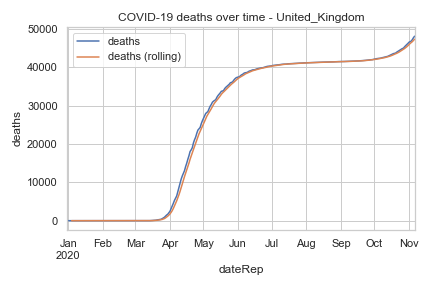 COVID-19 deaths over time - United_Kingdom
deaths
deaths (rolling)
50000
40000
30000
20000
10000
0
deaths
Jan Feb Mar Apr May Jun Jul Aug Sep Oct Nov
2020
dateRep